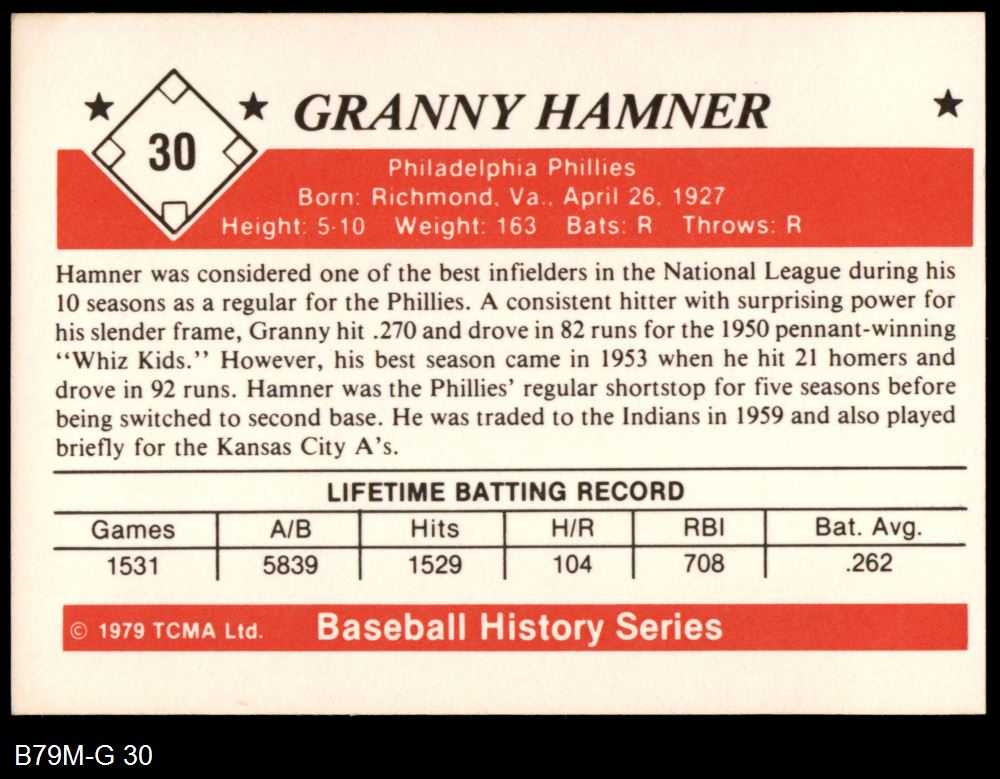 30
GRANNY HAMNER
Philadelphia Phillies
Born: Richmond, Va., April 26, 1927
Height: 5-10 Weight: 163 Bats: R Throws: R
Hamner was considered one of the best infielders in the National League during his
10 seasons as a regular for the Phillies. A consistent hitter with surprising power for
his slender frame, Granny hit .270 and drove in 82 runs for the 1950 pennant-winning
“Whiz Kids.” However, his best season came in 1953 when he hit 21 homers and
drove in 92 runs. Hamner was the Phillies’ regular shortstop for five seasons before
being switched to second base. He was traded to the Indians in 1959 and also played
briefly for the Kansas City A’s.
LIFETIME BATTING RECORD
Games A/B Hits H/R RBI Bat. Avg.
1531 5839 1529 104 708 .262
© 1979 TCMA Ltd. Baseball History Series
B79M-G 30